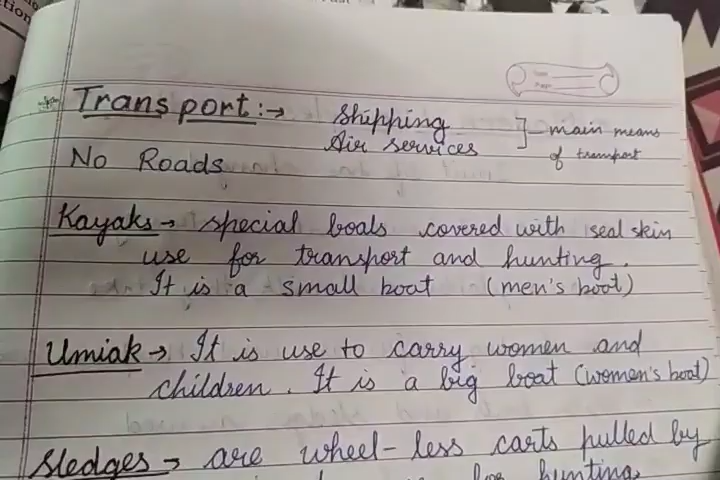 Transport :→ Shipping
Air services ] – main means of transport
No Roads
Kayaks → special boats covered with seal skin
use for transport and hunting.
It is a small boat (men's boat)
Umiak → It is use to carry women and
children. It is a big boat (women's boat)
Sledges → are wheel-less carts pulled by
for hunting,